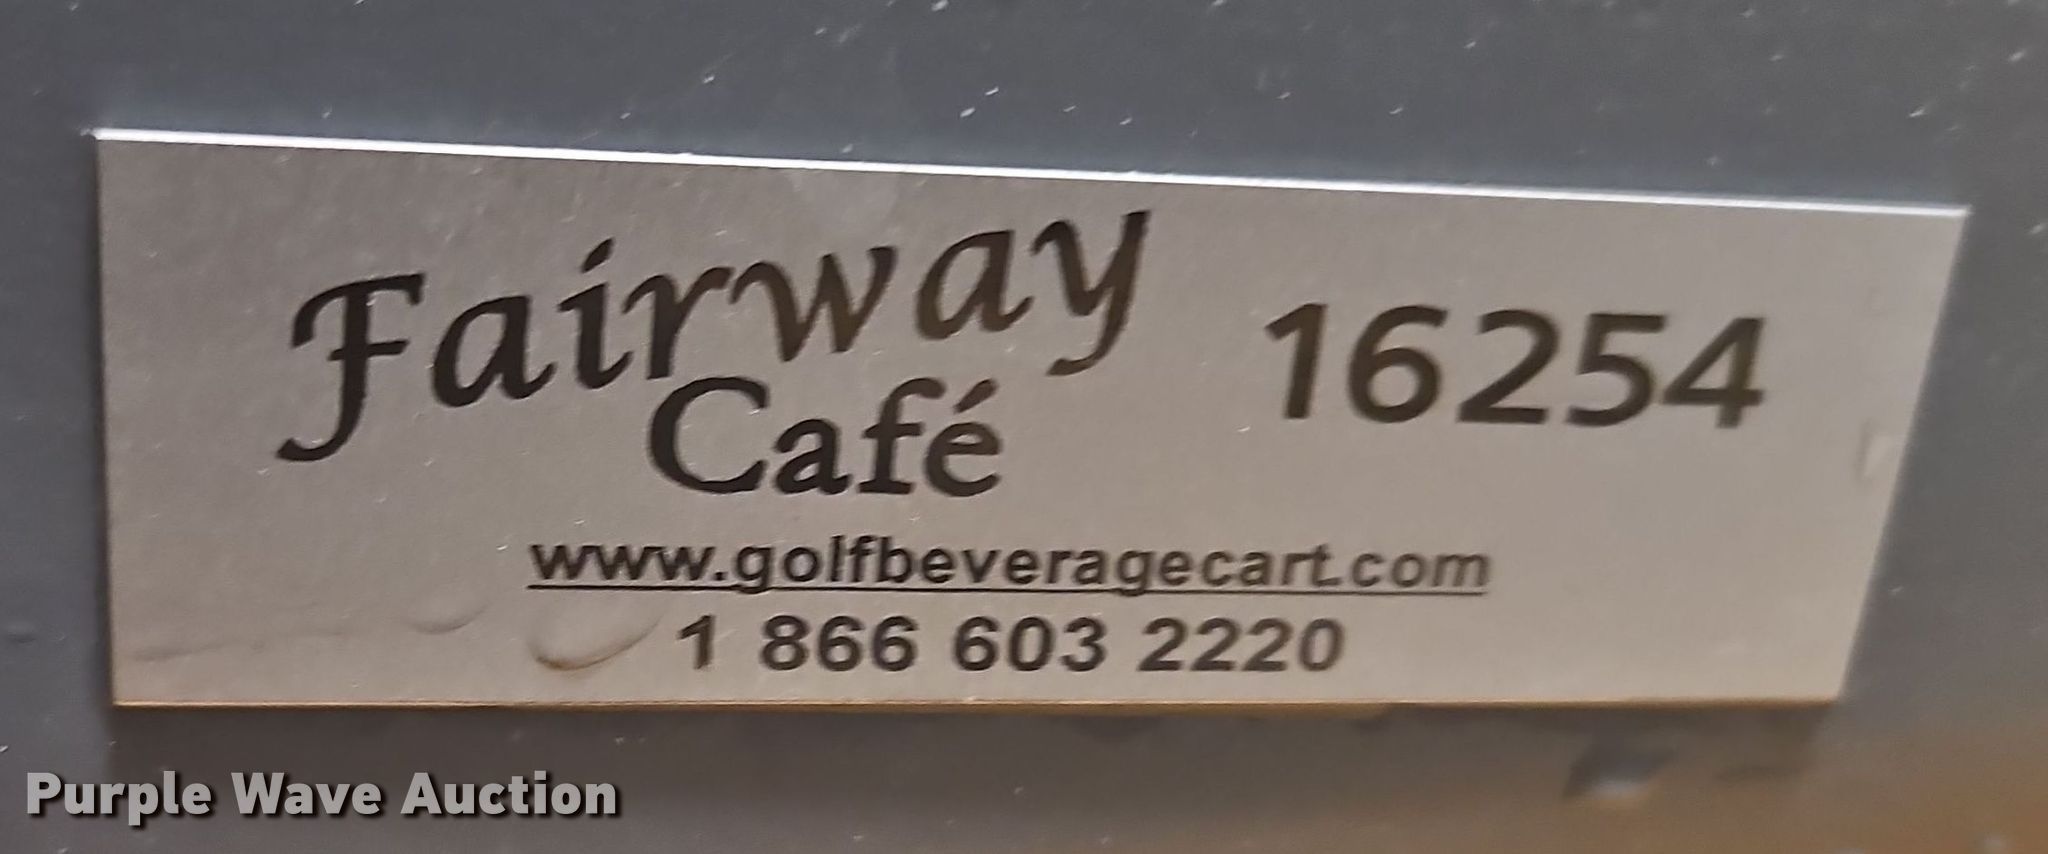 Fairway
Café
16254
www.golfbeveragecart.com
1 866 603 2220
Purple Wave Auction